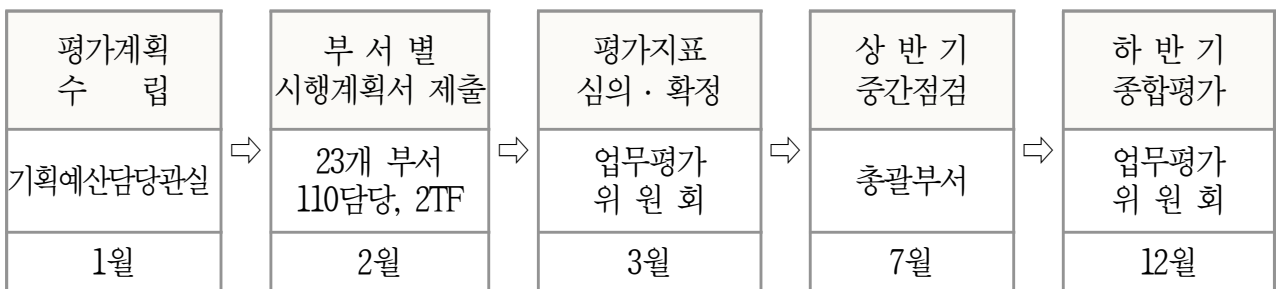 평가계획
수 립
기획예산담당관실
1월
⇨
부 서 별
시행계획서 제출
23개 부서
110담당, 2TF
2월
⇨
평가지표
심의 · 확정
업무평가
위 원 회
3월
⇨
상 반 기
중간점검
총괄부서
7월
⇨
하 반 기
종합평가
업무평가
위 원 회
12월